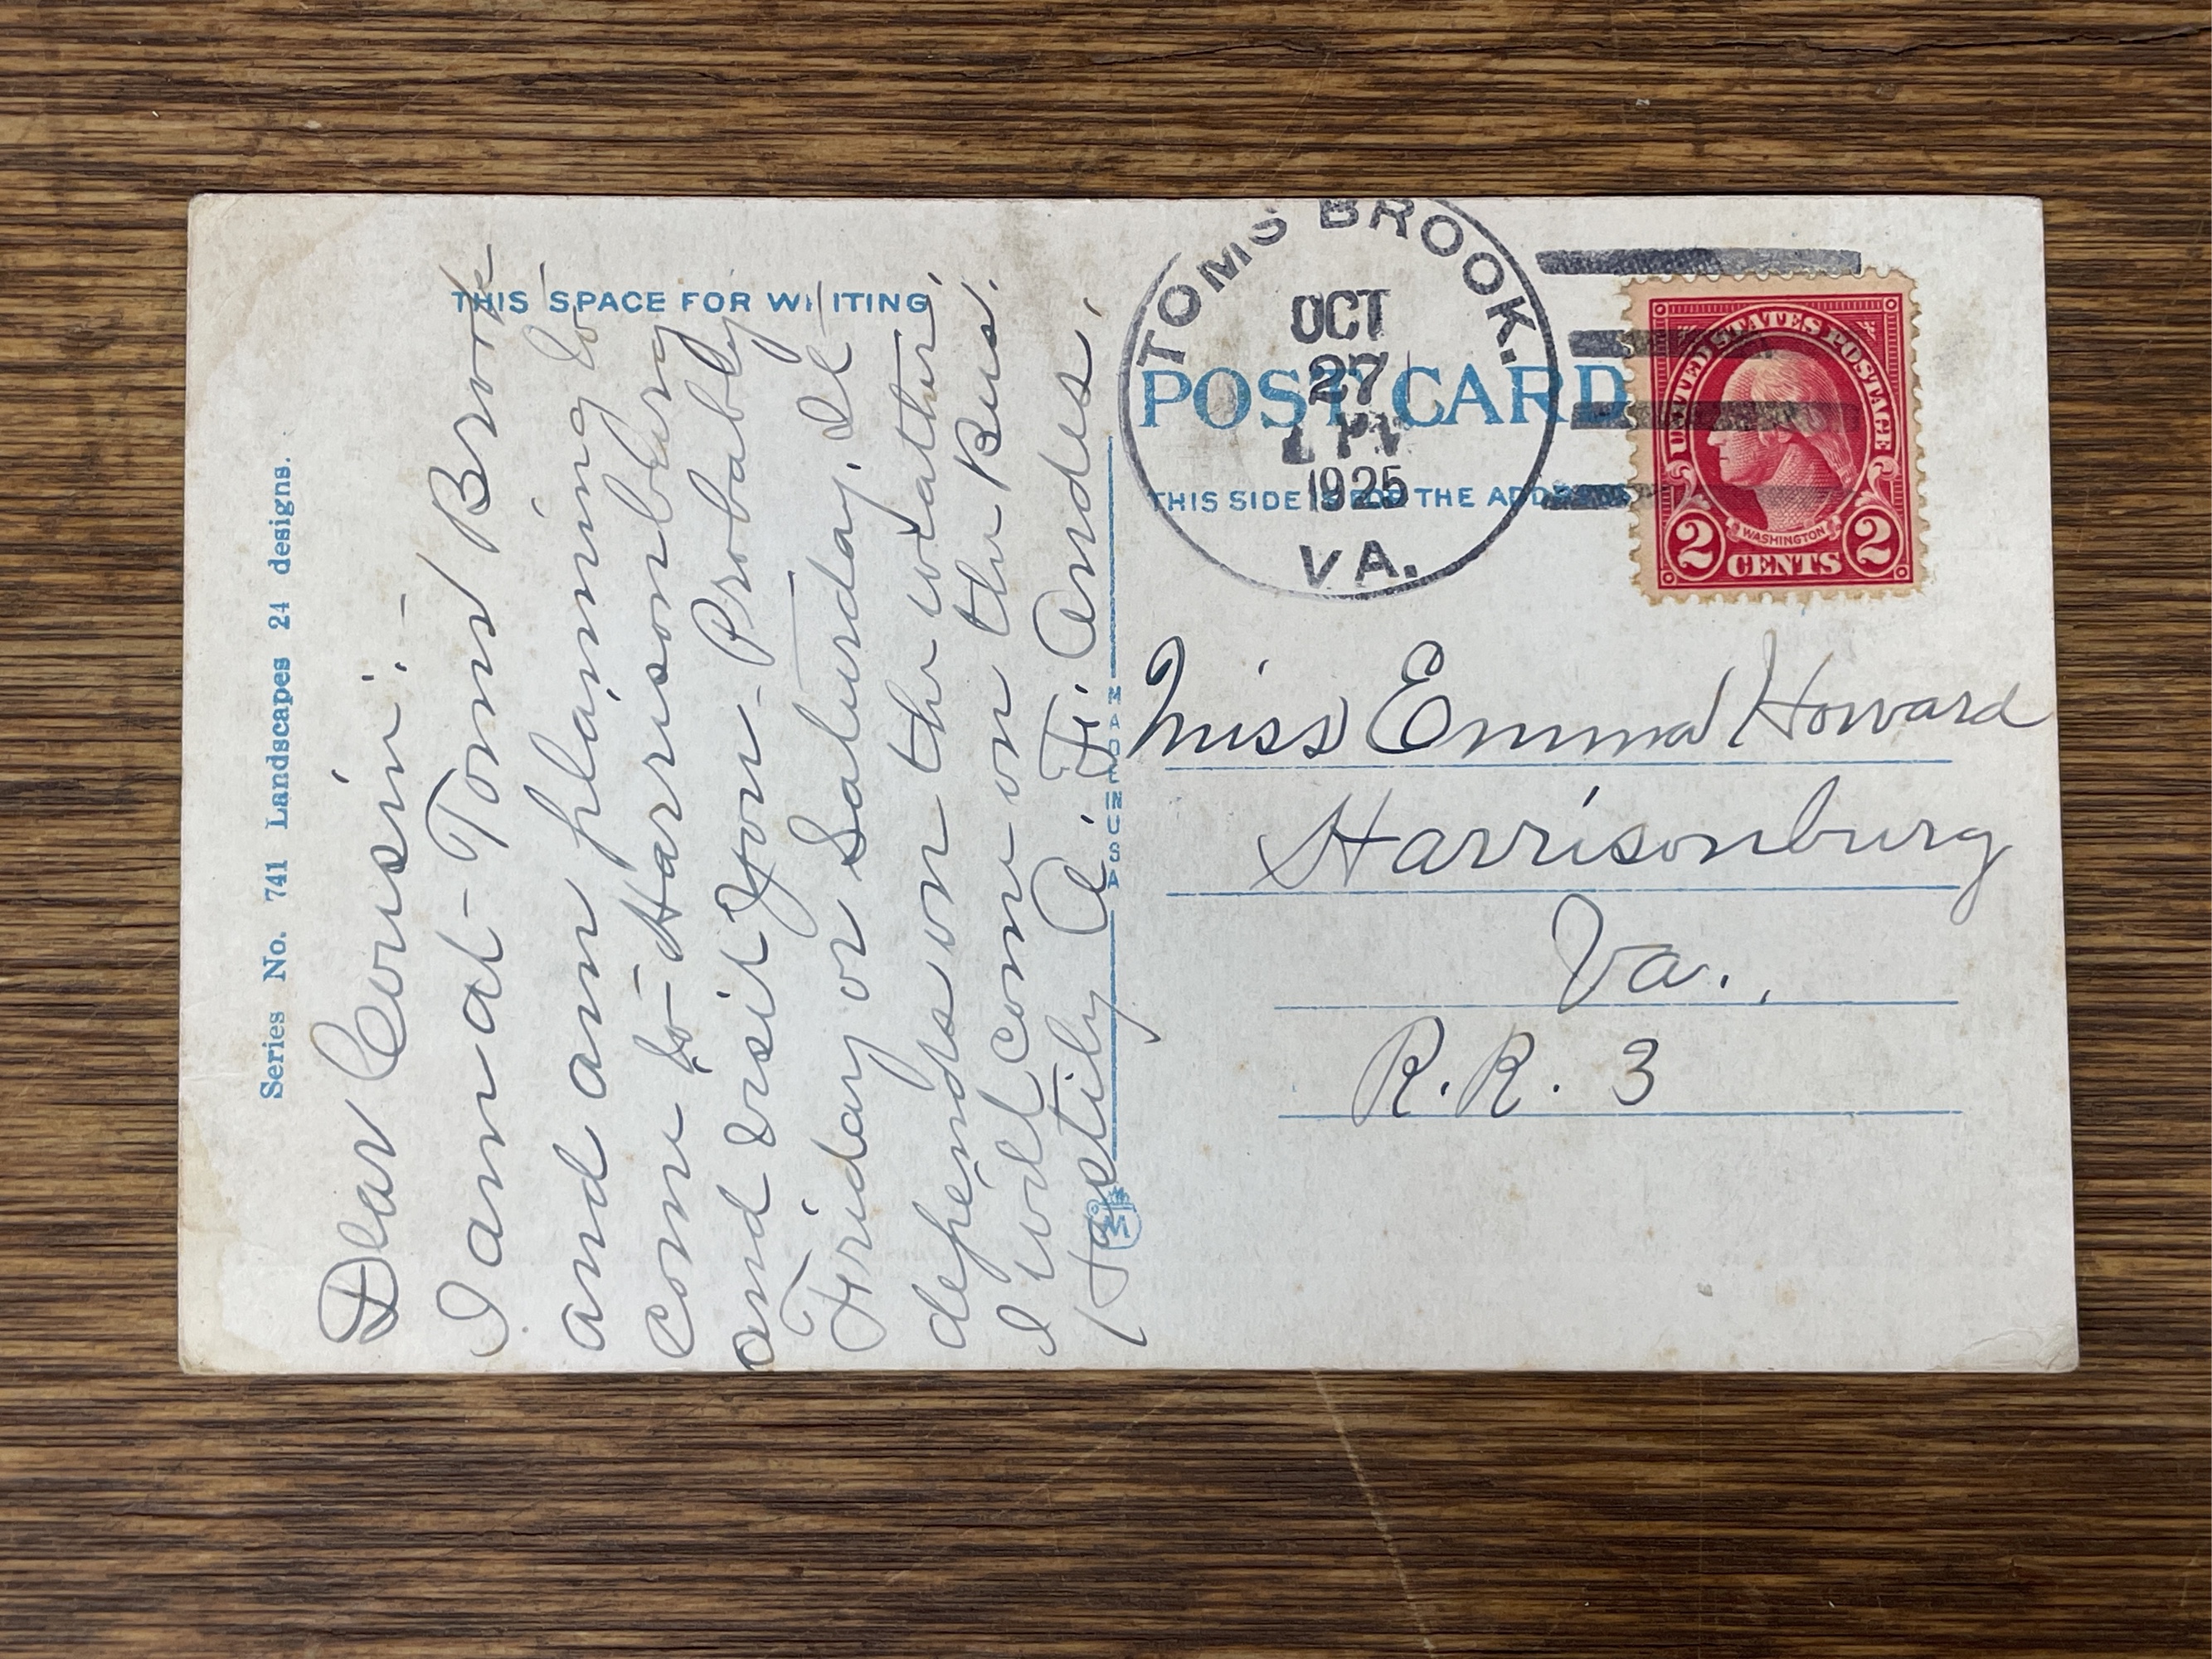 Series No. 741 Landscapes 24 designs.
THIS SPACE FOR WRITING
Dear Cousin:-
I am at Toms Brook
and am planning to
come to Harrisonburg
and visit you. Probably
Friday or Saturday. It
depends on the weather.
I will come on the Bus.
Hastily A. F. Andes.
MADE IN USA
M
TOMS BROOK.
OCT
27
PM
1925
VA.
POST CARD
THIS SIDE IS FOR THE ADDRESS
UNITED STATES POSTAGE
WASHINGTON
2 CENTS 2
Miss Emma Howard
Harrisonburg
Va.,
R.R. 3